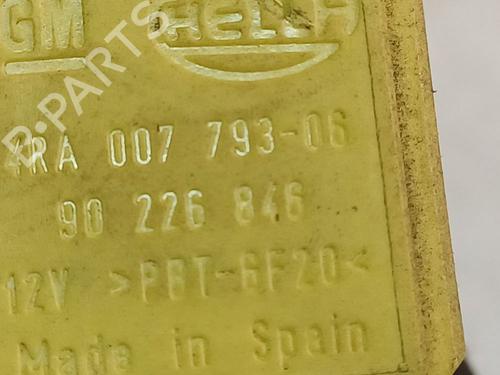 GM HELLA
4RA 007 793-06
90 226 846
12V >PBT-GF20<
Made in Spain
B-PARTS